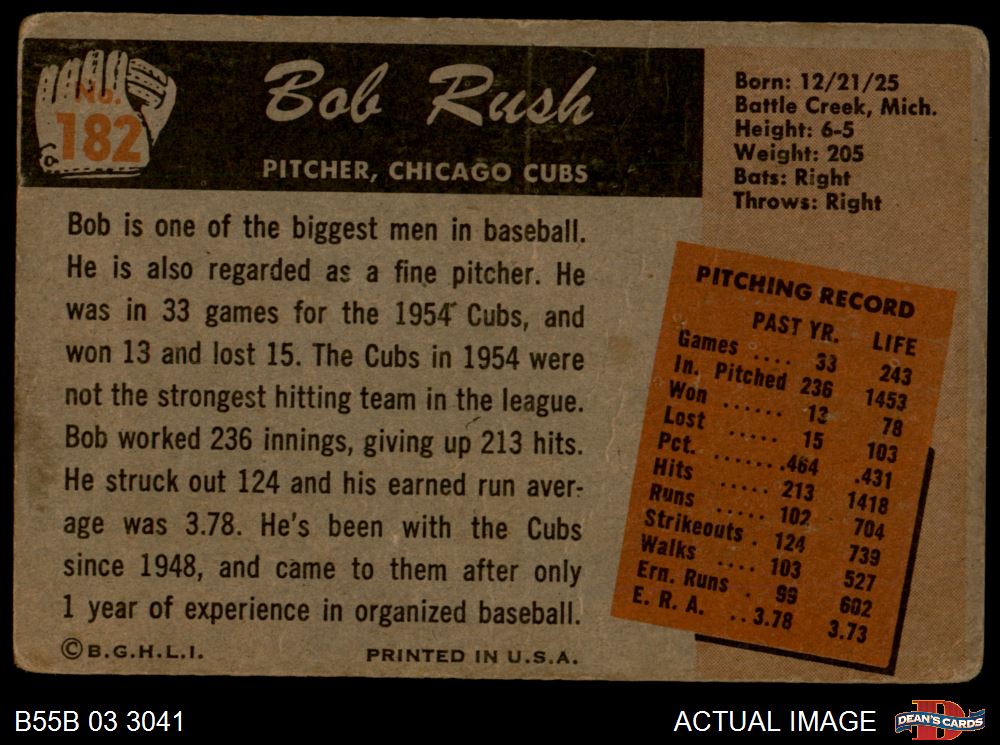 No.
182
Bob Rush
PITCHER, CHICAGO CUBS
Born: 12/21/25
Battle Creek, Mich.
Height: 6-5
Weight: 205
Bats: Right
Throws: Right
Bob is one of the biggest men in baseball.
He is also regarded as a fine pitcher. He
was in 33 games for the 1954 Cubs, and
won 13 and lost 15. The Cubs in 1954 were
not the strongest hitting team in the league.
Bob worked 236 innings, giving up 213 hits.
He struck out 124 and his earned run aver-
age was 3.78. He's been with the Cubs
since 1948, and came to them after only
1 year of experience in organized baseball.
©B.G.H.L.I. PRINTED IN U.S.A.
PITCHING RECORD
PAST YR. LIFE
Games .... 33 243
In. Pitched 236 1453
Won ...... 13 78
Lost ..... 15 103
Pct. .......464 .431
Hits ..... 213 1418
Runs ..... 102 704
Strikeouts . 124 739
Walks .... 103 527
Ern. Runs . 99 602
E. R. A. ..3.78 3.73
B55B 03 3041
ACTUAL IMAGE
D
DEAN'S CARDS